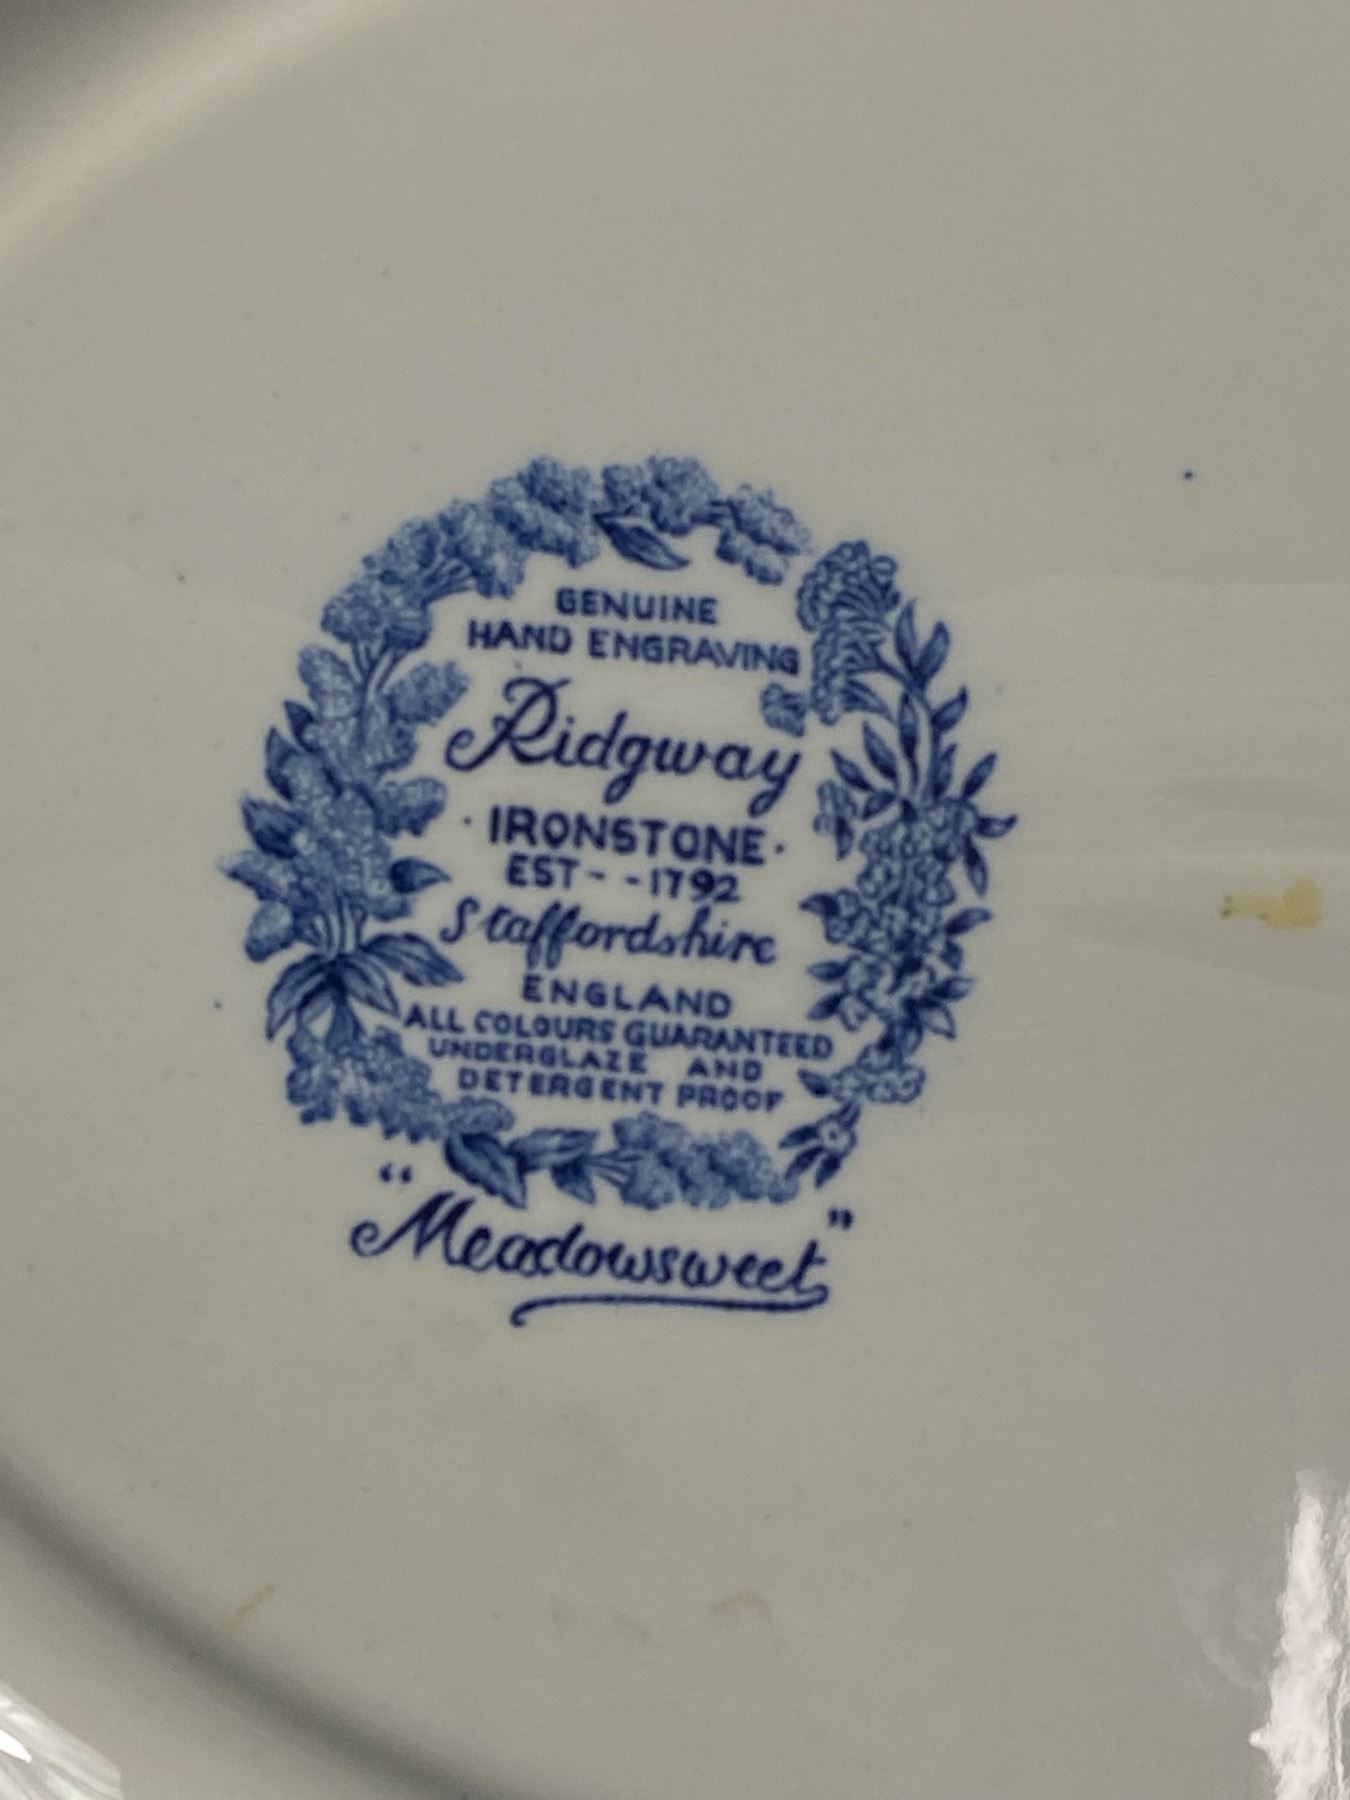 GENUINE
HAND ENGRAVING
Ridgway
· IRONSTONE ·
EST - -1792
Staffordshire
ENGLAND
ALL COLOURS GUARANTEED
UNDERGLAZE AND
DETERGENT PROOF
"Meadowsweet"